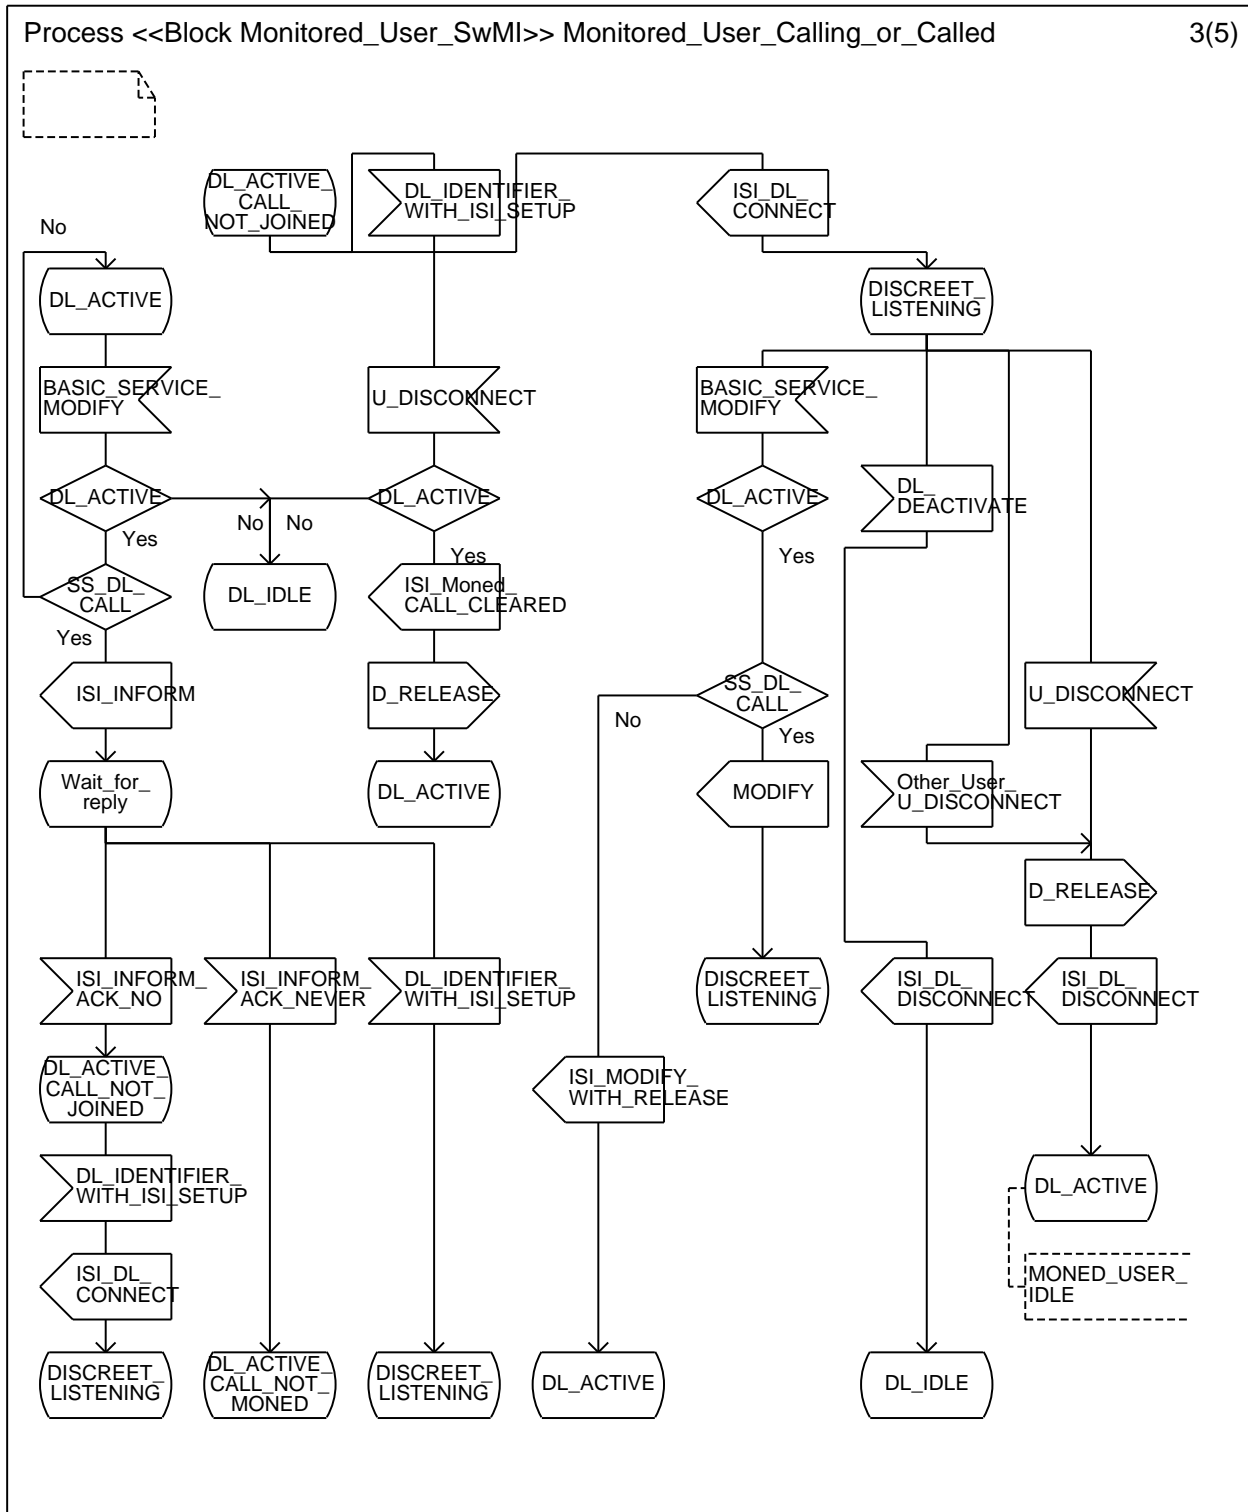 Process <<Block Monitored_User_SwMI>> Monitored_User_Calling_or_Called 3(5)
DL_ACTIVE_
CALL_
NOT_JOINED
DL_IDENTIFIER_
WITH_ISI_SETUP
ISI_DL_
CONNECT
No
DL_ACTIVE
DISCREET_
LISTENING
BASIC_SERVICE_
MODIFY
U_DISCONNECT
BASIC_SERVICE_
MODIFY
DL_ACTIVE
DL_ACTIVE
DL_ACTIVE
DL_
DEACTIVATE
No
No
Yes
Yes
Yes
SS_DL_
CALL
DL_IDLE
ISI_Moned_
CALL_CLEARED
Yes
ISI_INFORM
D_RELEASE
SS_DL_
CALL
U_DISCONNECT
No
Yes
Wait_for_
reply
DL_ACTIVE
MODIFY
Other_User_
U_DISCONNECT
D_RELEASE
ISI_INFORM_
ACK_NO
ISI_INFORM_
ACK_NEVER
DL_IDENTIFIER_
WITH_ISI_SETUP
DISCREET_
LISTENING
ISI_DL_
DISCONNECT
ISI_DL_
DISCONNECT
DL_ACTIVE_
CALL_NOT_
JOINED
ISI_MODIFY_
WITH_RELEASE
DL_IDENTIFIER_
WITH_ISI_SETUP
DL_ACTIVE
ISI_DL_
CONNECT
MONED_USER_
IDLE
DISCREET_
LISTENING
DL_ACTIVE_
CALL_NOT_
MONED
DISCREET_
LISTENING
DL_ACTIVE
DL_IDLE